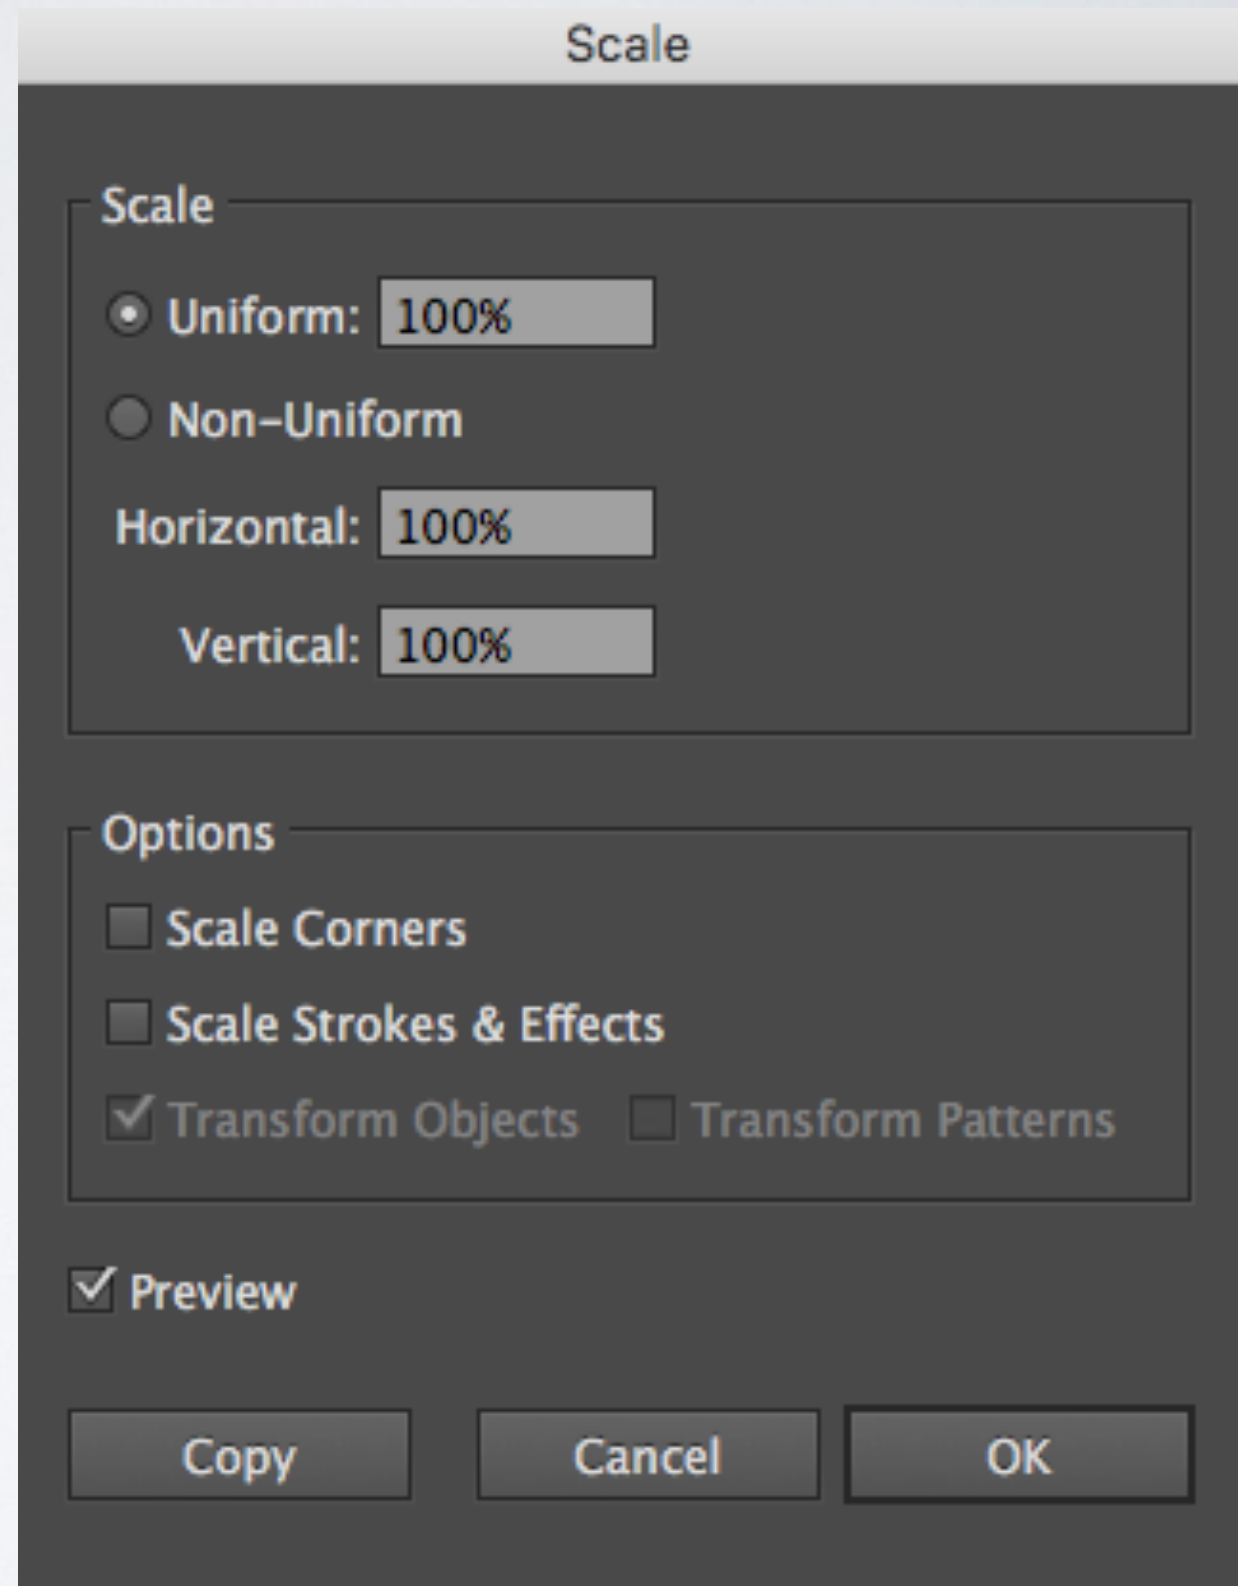 Scale
Scale
Uniform: 100%
Non-Uniform
Horizontal: 100%
Vertical: 100%
Options
Scale Corners
Scale Strokes & Effects
Transform Objects Transform Patterns
Preview
Copy Cancel OK